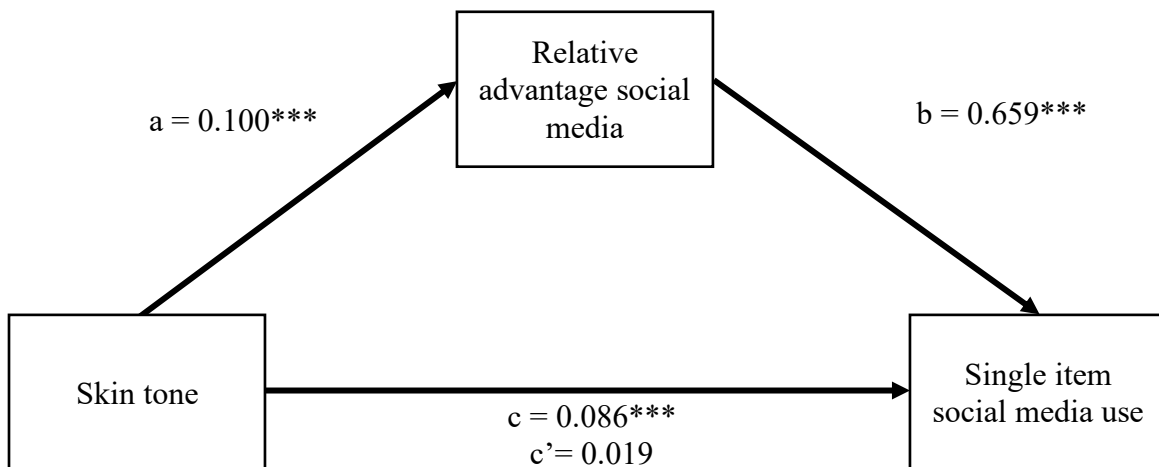 Relative
advantage social
media
a = 0.100***
b = 0.659***
Skin tone
c = 0.086***
c’= 0.019
Single item
social media use